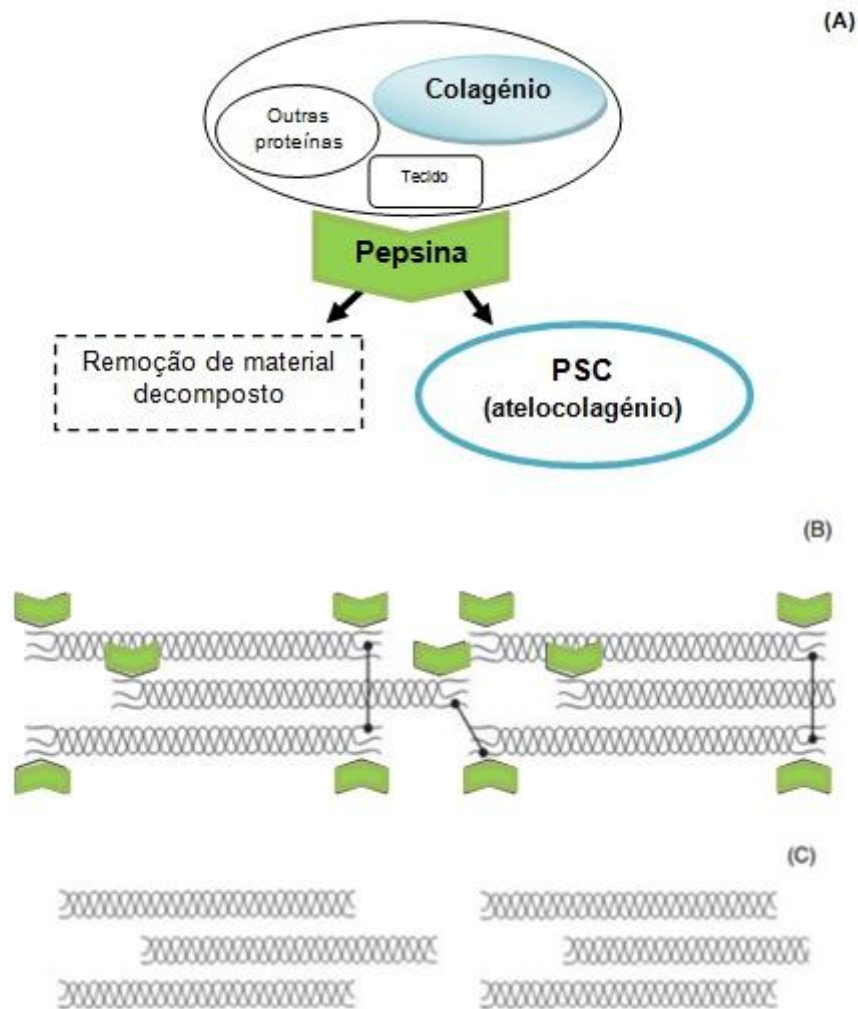 (A)
Colagénio
Outras
proteínas
Tecido
Pepsina
Remoção de material
decomposto
PSC
(atelocolagénio)
(B)
(C)